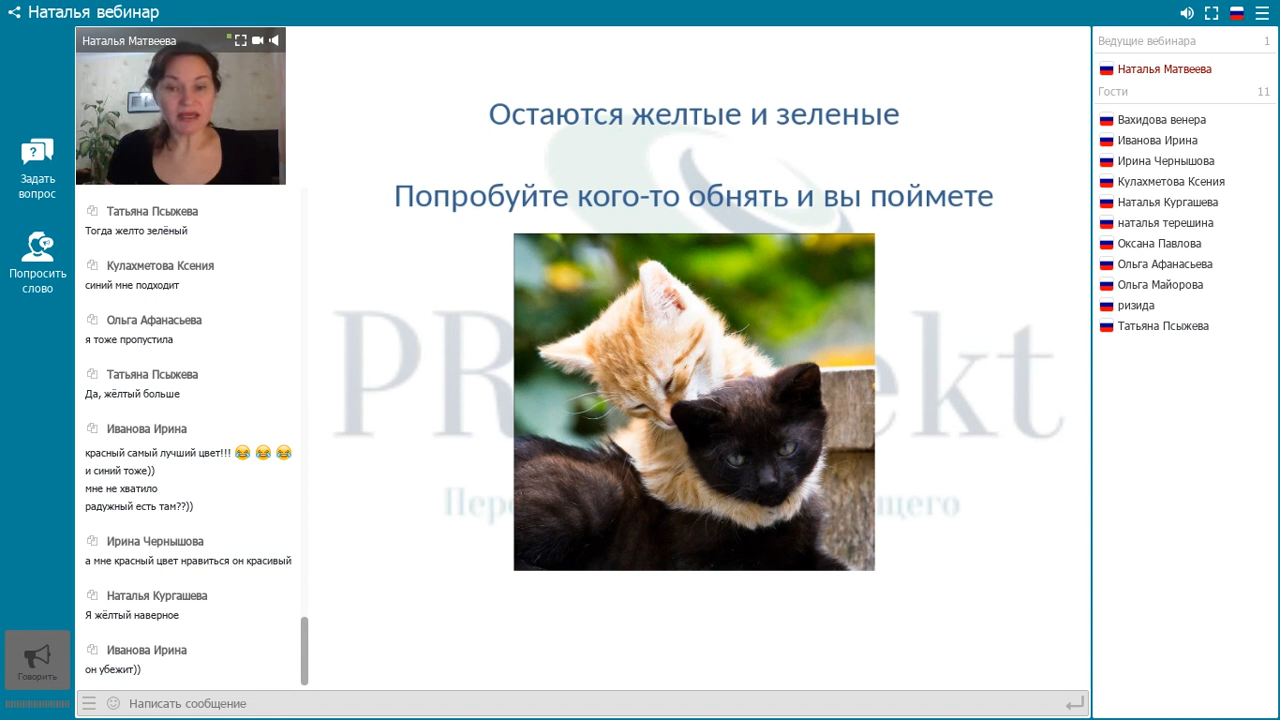 Наталья вебинар
Наталья Матвеева
Задать
вопрос
Попросить
слово
Говорить
Татьяна Псыжева
Тогда желто зелёный
Кулахметова Ксения
синий мне подходит
Ольга Афанасьева
я тоже пропустила
Татьяна Псыжева
Да, жёлтый больше
Иванова Ирина
красный самый лучший цвет!!! 😂 😂 😂
и синий тоже))
мне не хватило
радужный есть там??))
Ирина Чернышова
а мне красный цвет нравиться он красивый
Наталья Кургашева
Я жёлтый наверное
Иванова Ирина
он убежит))
Написать сообщение
Остаются желтые и зеленые
Попробуйте кого-то обнять и вы поймете
Ведущие вебинара 1
Наталья Матвеева
Гости 11
Вахидова венера
Иванова Ирина
Ирина Чернышова
Кулахметова Ксения
Наталья Кургашева
наталья терешина
Оксана Павлова
Ольга Афанасьева
Ольга Майорова
ризида
Татьяна Псыжева